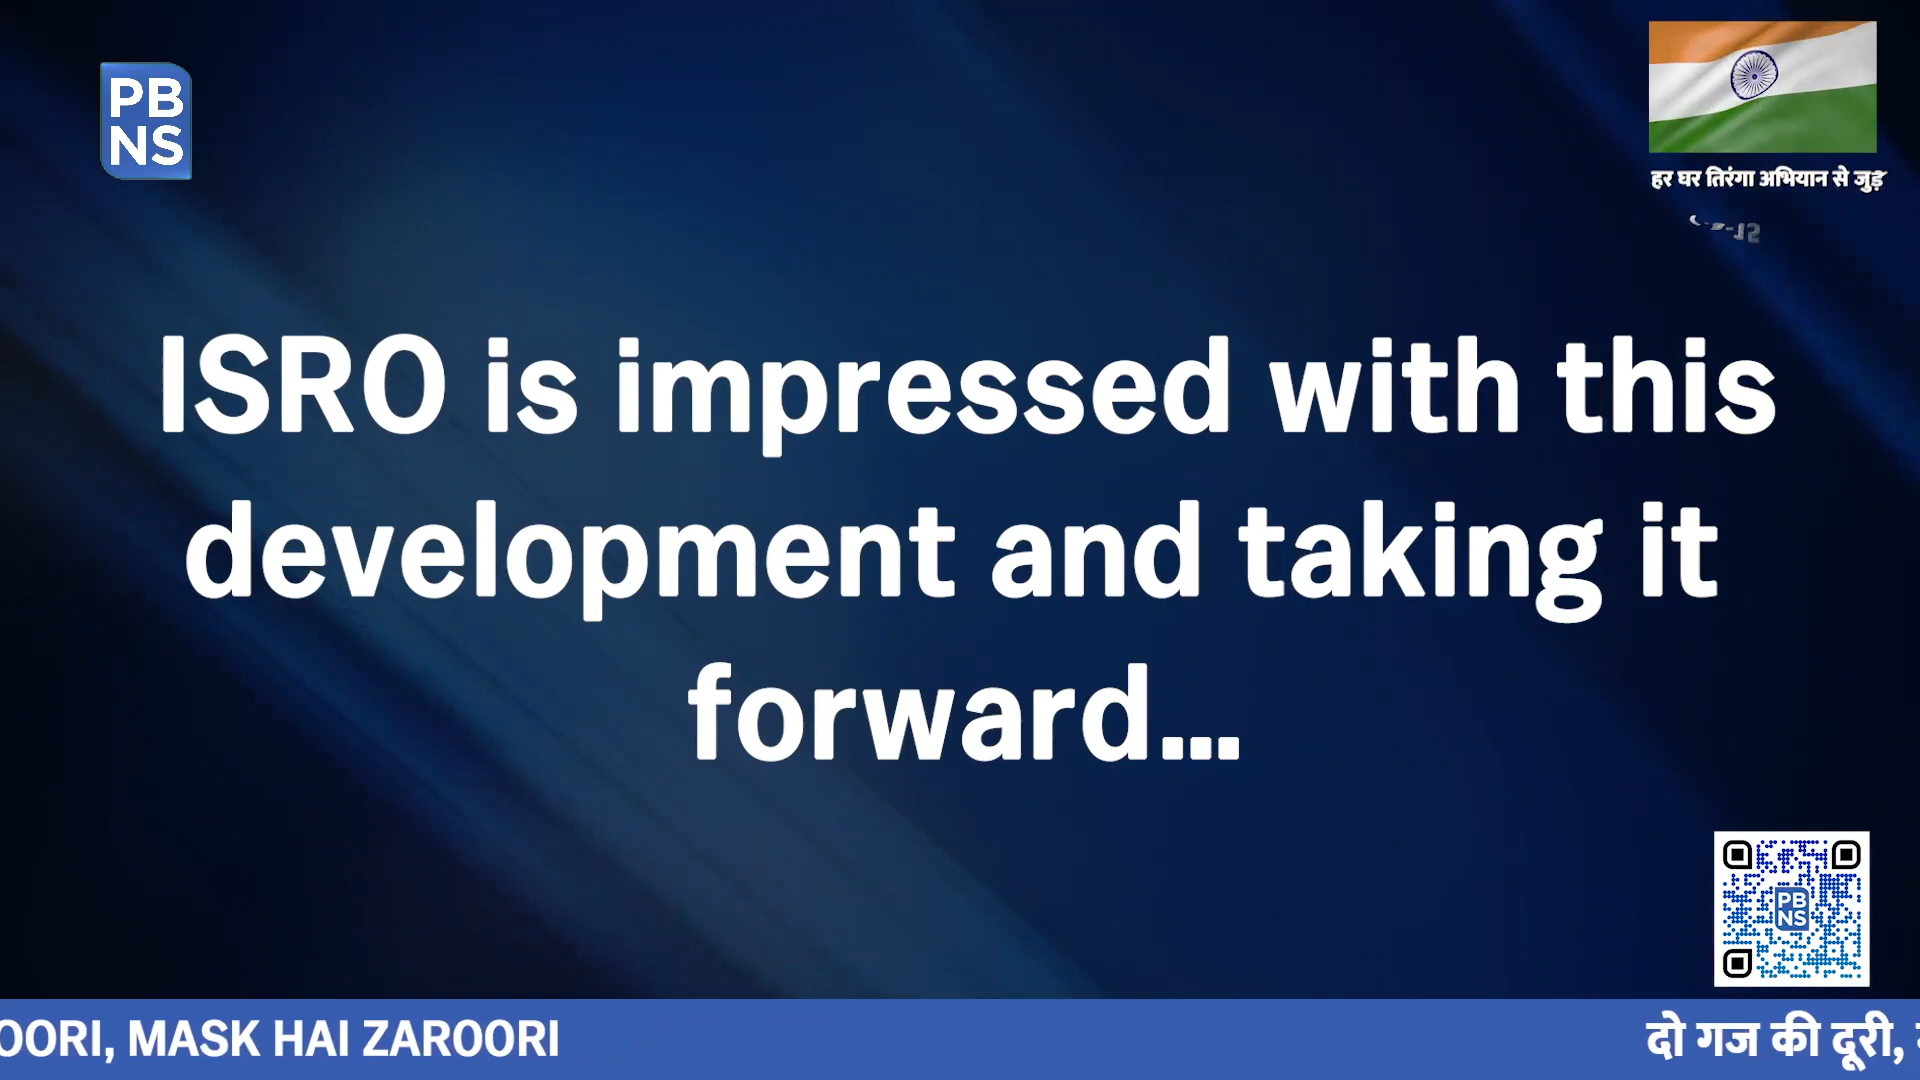 PB
NS
हर घर तिरंगा अभियान से जुड़
ISRO is impressed with this
development and taking it
forward...
PB
NS
OORI, MASK HAI ZAROORI
दो गज की दूरी,